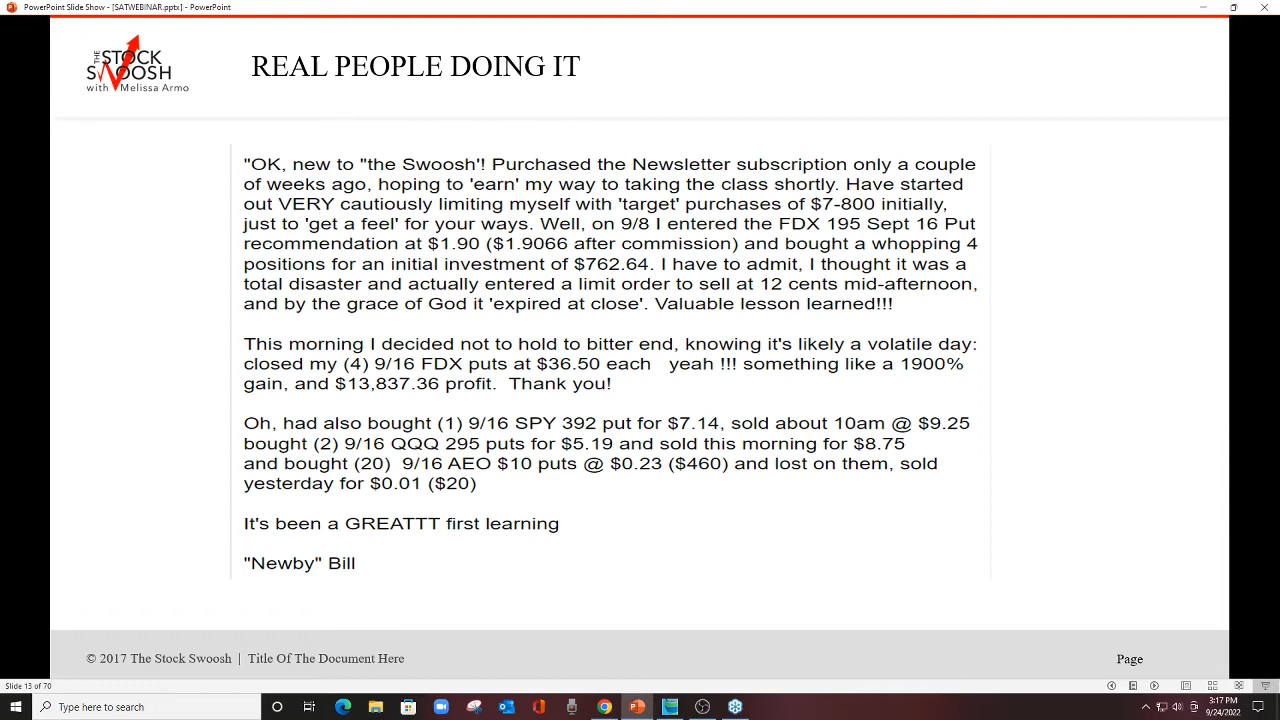 PowerPoint Slide Show - [SATWEBINAR.pptx] - PowerPoint
THE STOCK
SWOOSH
with Melissa Armo
REAL PEOPLE DOING IT
"OK, new to "the Swoosh'! Purchased the Newsletter subscription only a couple
of weeks ago, hoping to 'earn' my way to taking the class shortly. Have started
out VERY cautiously limiting myself with 'target' purchases of $7-800 initially,
just to 'get a feel' for your ways. Well, on 9/8 I entered the FDX 195 Sept 16 Put
recommendation at $1.90 ($1.9066 after commission) and bought a whopping 4
positions for an initial investment of $762.64. I have to admit, I thought it was a
total disaster and actually entered a limit order to sell at 12 cents mid-afternoon,
and by the grace of God it 'expired at close'. Valuable lesson learned!!!
This morning I decided not to hold to bitter end, knowing it's likely a volatile day:
closed my (4) 9/16 FDX puts at $36.50 each   yeah !!! something like a 1900%
gain, and $13,837.36 profit.  Thank you!
Oh, had also bought (1) 9/16 SPY 392 put for $7.14, sold about 10am @ $9.25
bought (2) 9/16 QQQ 295 puts for $5.19 and sold this morning for $8.75
and bought (20)  9/16 AEO $10 puts @ $0.23 ($460) and lost on them, sold
yesterday for $0.01 ($20)
It's been a GREATTT first learning
"Newby" Bill
© 2017 The Stock Swoosh | Title Of The Document Here
Page
Slide 13 of 70
Type here to search
3:17 PM
9/24/2022